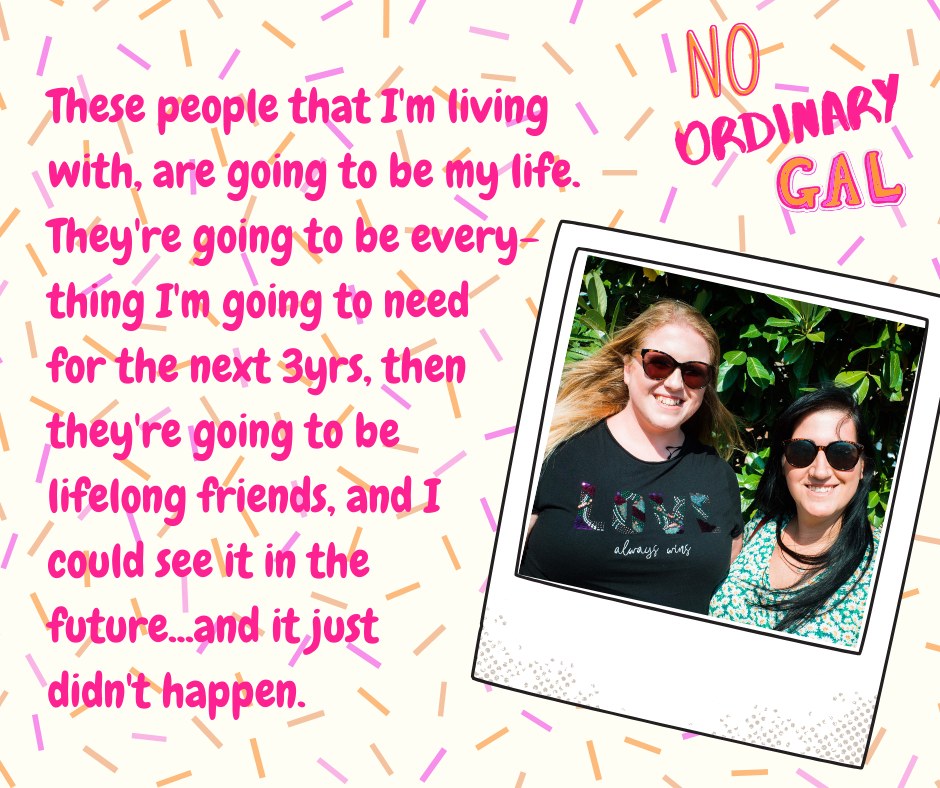 NO
ORDINARY
GAL
These people that I'm living
with, are going to be my life.
They're going to be every-
thing I'm going to need
for the next 3yrs, then
they're going to be
lifelong friends, and I
could see it in the
future...and it just
didn't happen.
LOVE
always wins